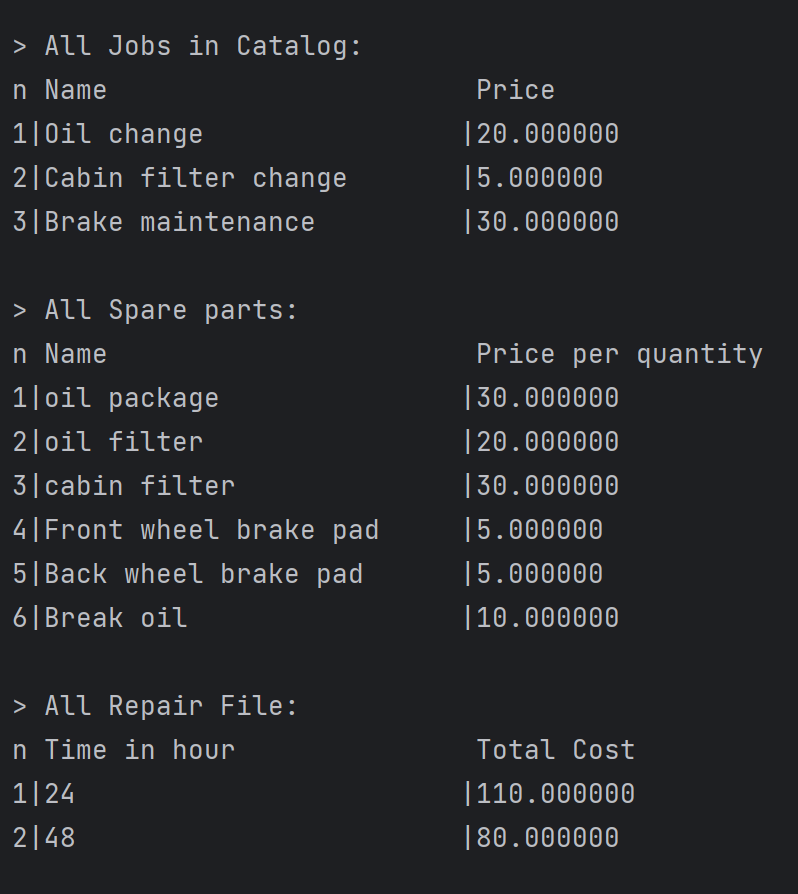 > All Jobs in Catalog:
n Name                       Price
1|Oil change                |20.000000
2|Cabin filter change       |5.000000
3|Brake maintenance         |30.000000
> All Spare parts:
n Name                       Price per quantity
1|oil package               |30.000000
2|oil filter                |20.000000
3|cabin filter              |30.000000
4|Front wheel brake pad     |5.000000
5|Back wheel brake pad      |5.000000
6|Break oil                 |10.000000
> All Repair File:
n Time in hour               Total Cost
1|24                        |110.000000
2|48                        |80.000000